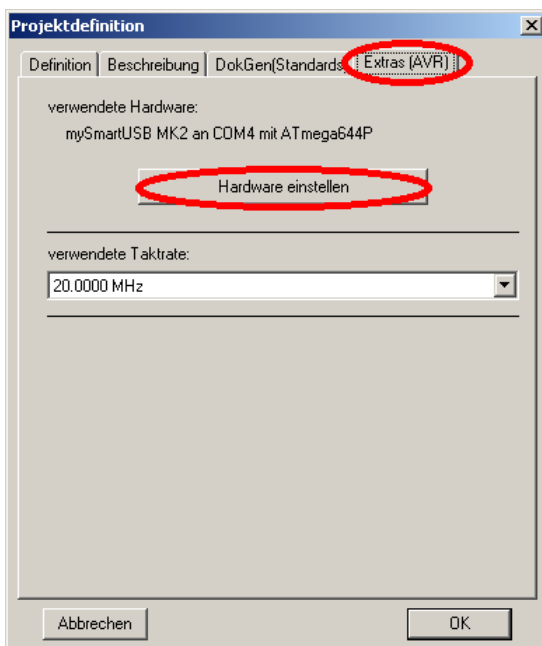 Projektdefinition
Definition Beschreibung DokGen(Standards) Extras (AVR)
verwendete Hardware:
mySmartUSB MK2 an COM4 mit ATmega644P
Hardware einstellen
verwendete Taktrate:
20.0000 MHz
Abbrechen OK